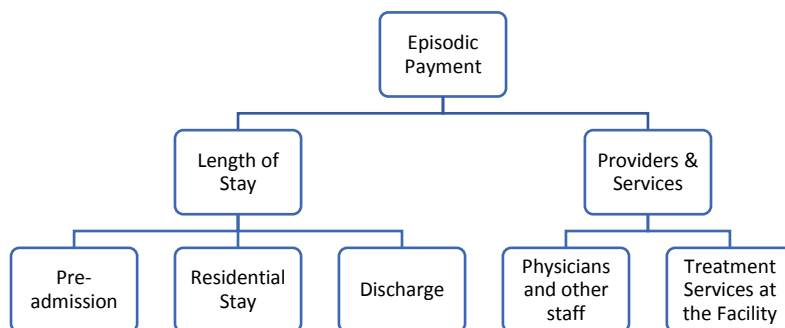 Episodic
Payment
Length of
Stay
Providers &
Services
Pre-
admission
Residential
Stay
Discharge
Physicians
and other
staff
Treatment
Services at
the Facility